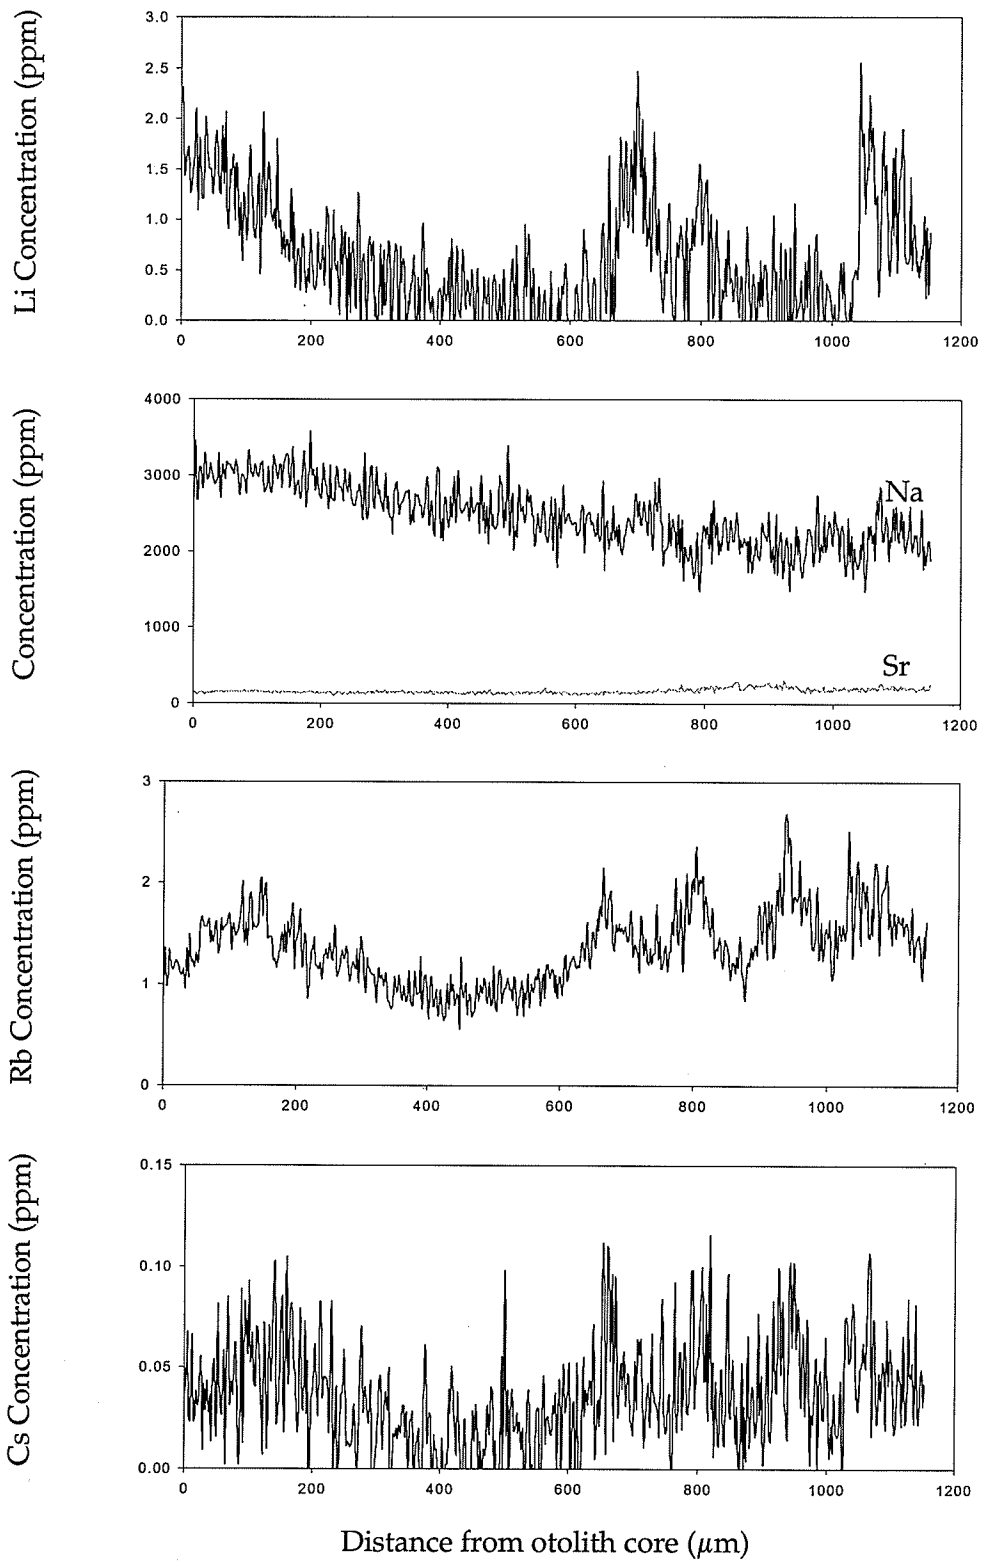 Li Concentration (ppm)
3.0
2.5
2.0
1.5
1.0
0.5
0.0
0 200 400 600 800 1000 1200
Concentration (ppm)
4000
3000
2000
1000
0
Na
Sr
0 200 400 600 800 1000 1200
Rb Concentration (ppm)
3
2
1
0
0 200 400 600 800 1000 1200
Cs Concentration (ppm)
0.15
0.10
0.05
0.00
0 200 400 600 800 1000 1200
Distance from otolith core (μm)